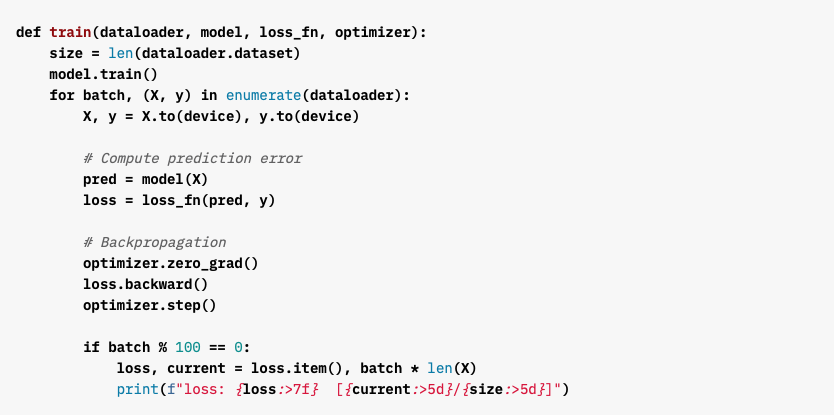 def train(dataloader, model, loss_fn, optimizer):
    size = len(dataloader.dataset)
    model.train()
    for batch, (X, y) in enumerate(dataloader):
        X, y = X.to(device), y.to(device)

        # Compute prediction error
        pred = model(X)
        loss = loss_fn(pred, y)

        # Backpropagation
        optimizer.zero_grad()
        loss.backward()
        optimizer.step()

        if batch % 100 == 0:
            loss, current = loss.item(), batch * len(X)
            print(f"loss: {loss:>7f}  [{current:>5d}/{size:>5d}]")